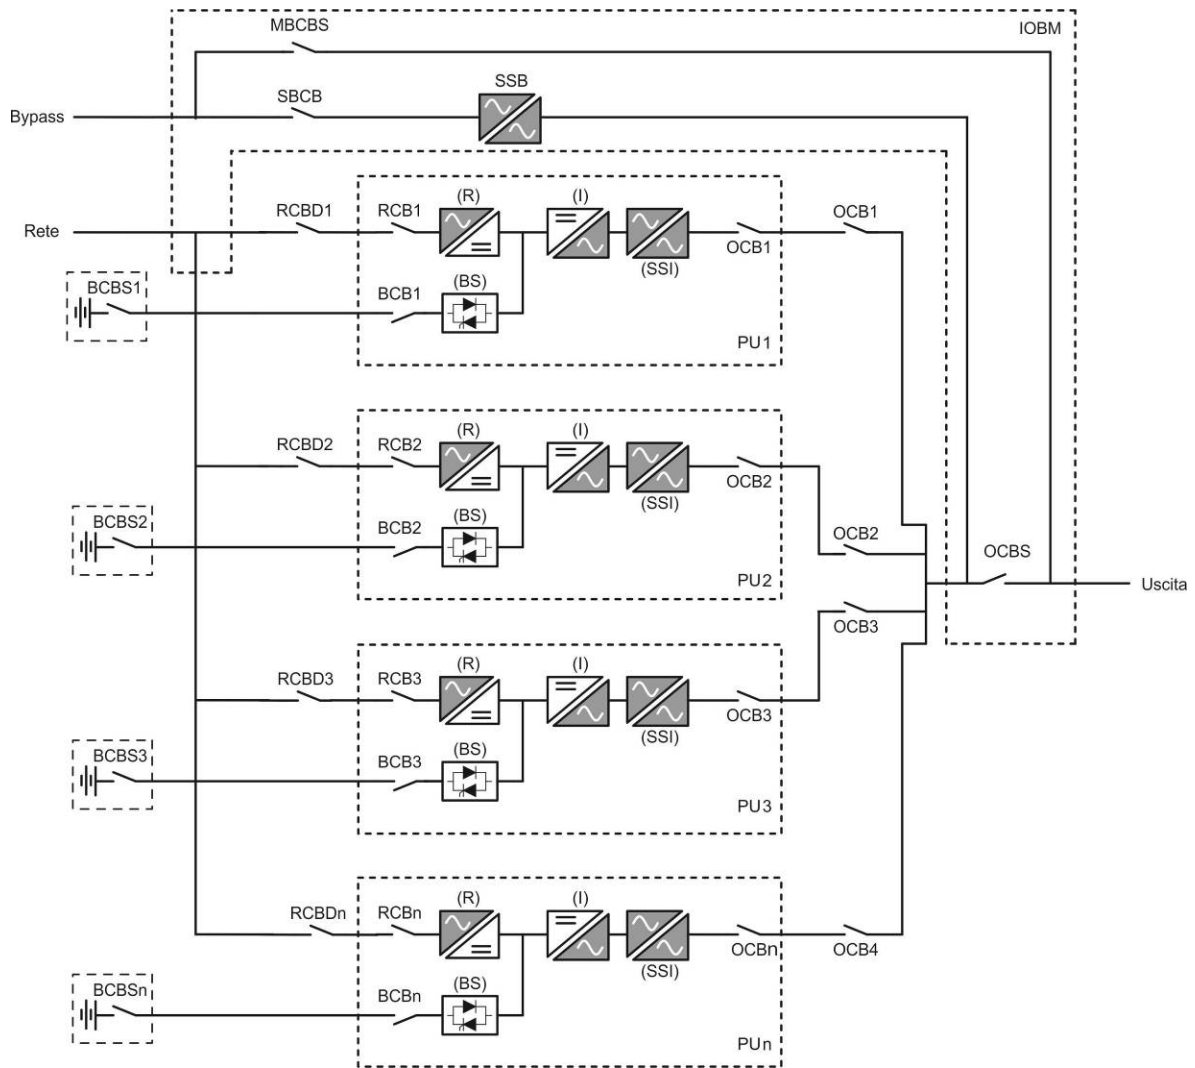 MBCBS
IOBM
SSB
SBCB
Bypass
(R)
(I)
RCBD1
RCB1
OCB1
Rete
OCB1
(SSI)
BCBS1
BCB1
(BS)
PU1
(R)
(I)
RCBD2
RCB2
OCB2
(SSI)
BCBS2
BCB2
(BS)
OCB2
OCBS
PU2
Uscita
OCB3
(R)
(I)
RCBD3
RCB3
OCB3
(SSI)
BCBS3
BCB3
(BS)
PU3
(R)
(I)
RCBDn
RCBn
OCBn
OCB4
(SSI)
BCBSn
BCBn
(BS)
PUn